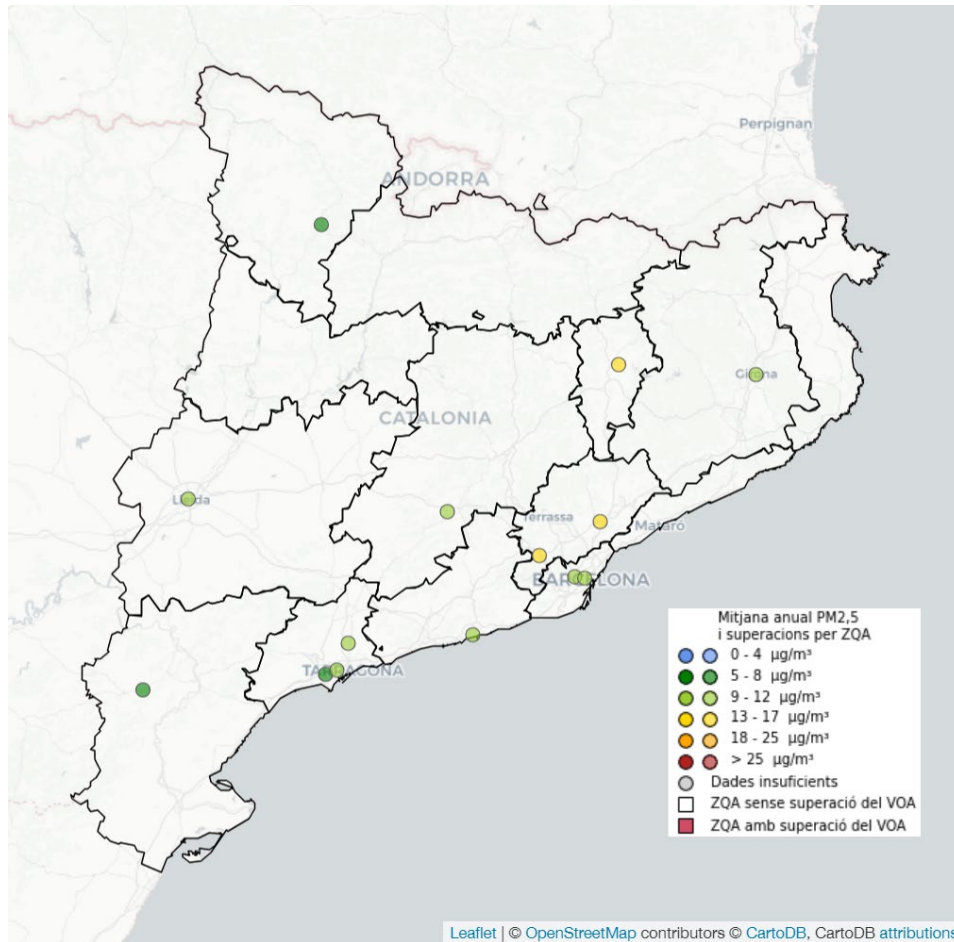 Perpignan
ANDORRA
Girona
CATALONIA
Lleida
Terrassa
Mataró
BARCELONA
TARRAGONA
Mitjana anual PM2,5
i superacions per ZQA
0 - 4 µg/m³
5 - 8 µg/m³
9 - 12 µg/m³
13 - 17 µg/m³
18 - 25 µg/m³
> 25 µg/m³
Dades insuficients
ZQA sense superació del VOA
ZQA amb superació del VOA
Leaflet | © OpenStreetMap contributors © CartoDB, CartoDB attributions